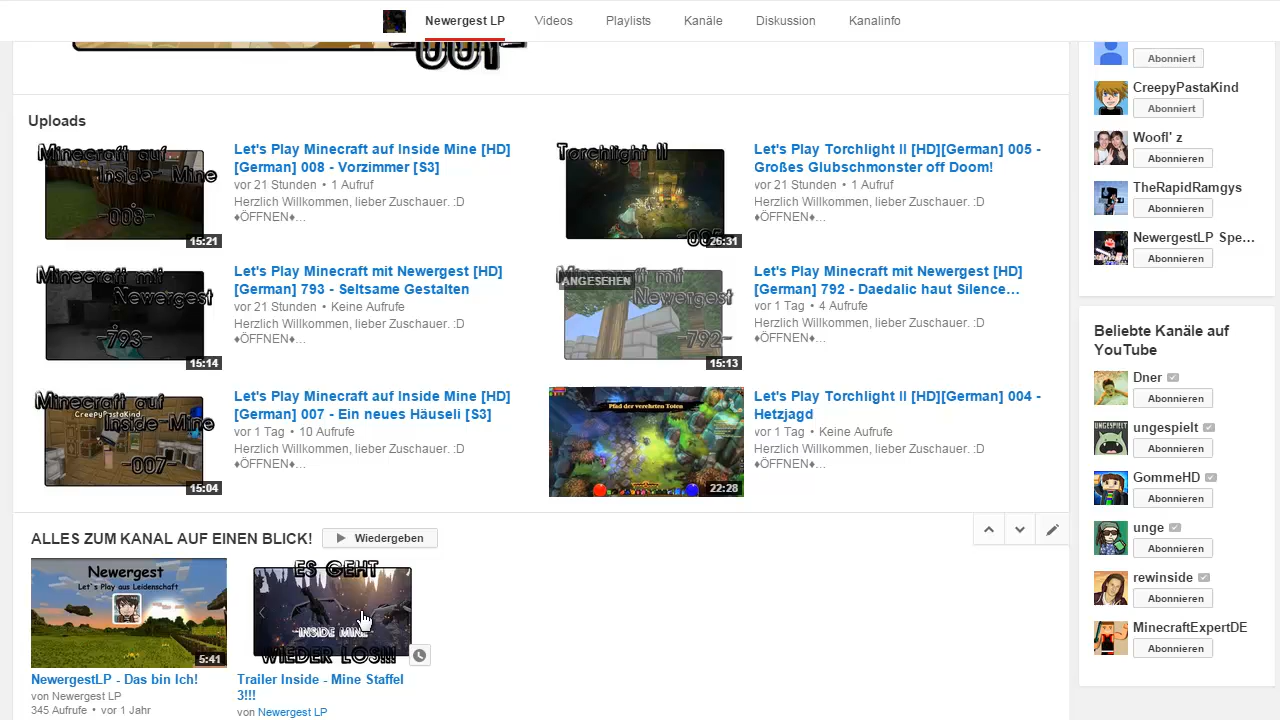 Newergest LP Videos Playlists Kanäle Diskussion Kanalinfo
-001-
Uploads
Minecraft auf
Inside- Mine
-008-
15:21
Let's Play Minecraft auf Inside Mine [HD]
[German] 008 - Vorzimmer [S3]
vor 21 Stunden • 1 Aufruf
Herzlich Willkommen, lieber Zuschauer. :D
♦ÖFFNEN♦...
Torchlight II
-005-
26:31
Let's Play Torchlight II [HD][German] 005 -
Großes Glubschmonster off Doom!
vor 21 Stunden • 1 Aufruf
Herzlich Willkommen, lieber Zuschauer. :D
♦ÖFFNEN♦...
Minecraft mit
Newergest
-793-
15:14
Let's Play Minecraft mit Newergest [HD]
[German] 793 - Seltsame Gestalten
vor 21 Stunden • Keine Aufrufe
Herzlich Willkommen, lieber Zuschauer. :D
♦ÖFFNEN♦...
Minecraft mit
ANGESEHEN
Newergest
-792-
15:13
Let's Play Minecraft mit Newergest [HD]
[German] 792 - Daedalic haut Silence...
vor 1 Tag • 4 Aufrufe
Herzlich Willkommen, lieber Zuschauer. :D
♦ÖFFNEN♦...
Minecraft auf
CreepyPastaKind
Inside-Mine
-007-
15:04
Let's Play Minecraft auf Inside Mine [HD]
[German] 007 - Ein neues Häuseli [S3]
vor 1 Tag • 10 Aufrufe
Herzlich Willkommen, lieber Zuschauer. :D
♦ÖFFNEN♦...
Pfad der verehrten Toten
22:28
Let's Play Torchlight II [HD][German] 004 -
Hetzjagd
vor 1 Tag • Keine Aufrufe
Herzlich Willkommen, lieber Zuschauer. :D
♦ÖFFNEN♦...
ALLES ZUM KANAL AUF EINEN BLICK! Wiedergeben
Newergest
Let's Play aus Leidenschaft
5:41
NewergestLP - Das bin Ich!
von Newergest LP
345 Aufrufe • vor 1 Jahr
ES GEHT
INSIDE MINE
WIEDER LOS!!!
Trailer Inside - Mine Staffel
3!!!
von Newergest LP
Abonniert
CreepyPastaKind
Abonniert
Woofl' z
Abonnieren
TheRapidRamgys
Abonnieren
NewergestLP Spe...
Abonnieren
Beliebte Kanäle auf
YouTube
Dner
Abonnieren
UNGESPIELT
ungespielt
Abonnieren
GommeHD
Abonnieren
unge
Abonnieren
rewinside
Abonnieren
MinecraftExpertDE
Abonnieren